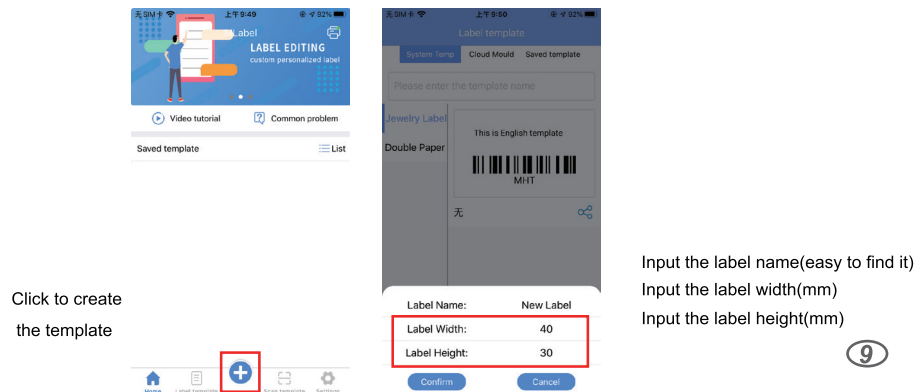 无SIM卡 上午9:49 92%
Label
LABEL EDITING
custom personalized label
Video tutorial
Common problem
Saved template
List
Click to create
the template
Home Label template Scan template Settings
无SIM卡 上午9:50 92%
Label template
System Temp Cloud Mould Saved template
Please enter the template name
Jewelry Label
Double Paper
This is English template
MHT
无
Label Name: New Label
Label Width: 40
Label Height: 30
Confirm Cancel
Input the label name(easy to find it)
Input the label width(mm)
Input the label height(mm)
9